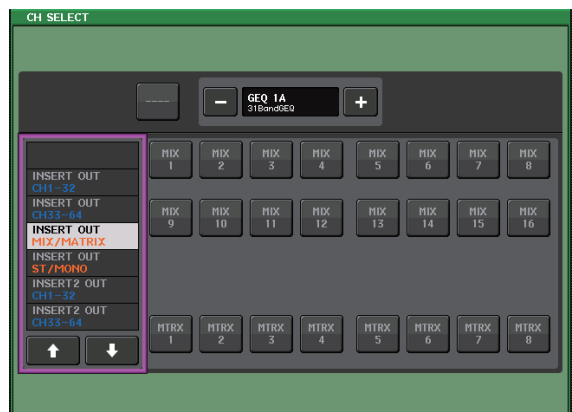 CH SELECT
----
−
GEQ 1A
31BandGEQ
+
INSERT OUT
CH1-32
INSERT OUT
CH33-64
INSERT OUT
MIX/MATRIX
INSERT OUT
ST/MONO
INSERT2 OUT
CH1-32
INSERT2 OUT
CH33-64
MIX 1
MIX 2
MIX 3
MIX 4
MIX 5
MIX 6
MIX 7
MIX 8
MIX 9
MIX 10
MIX 11
MIX 12
MIX 13
MIX 14
MIX 15
MIX 16
MTRX 1
MTRX 2
MTRX 3
MTRX 4
MTRX 5
MTRX 6
MTRX 7
MTRX 8